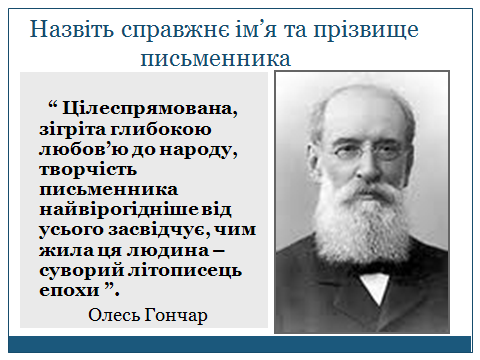 Назвіть справжнє ім’я та прізвище
письменника
“ Цілеспрямована,
зігріта глибокою
любов’ю до народу,
творчість
письменника
найвірогідніше від
усього засвідчує, чим
жила ця людина –
суворий літописець
епохи ”.
Олесь Гончар